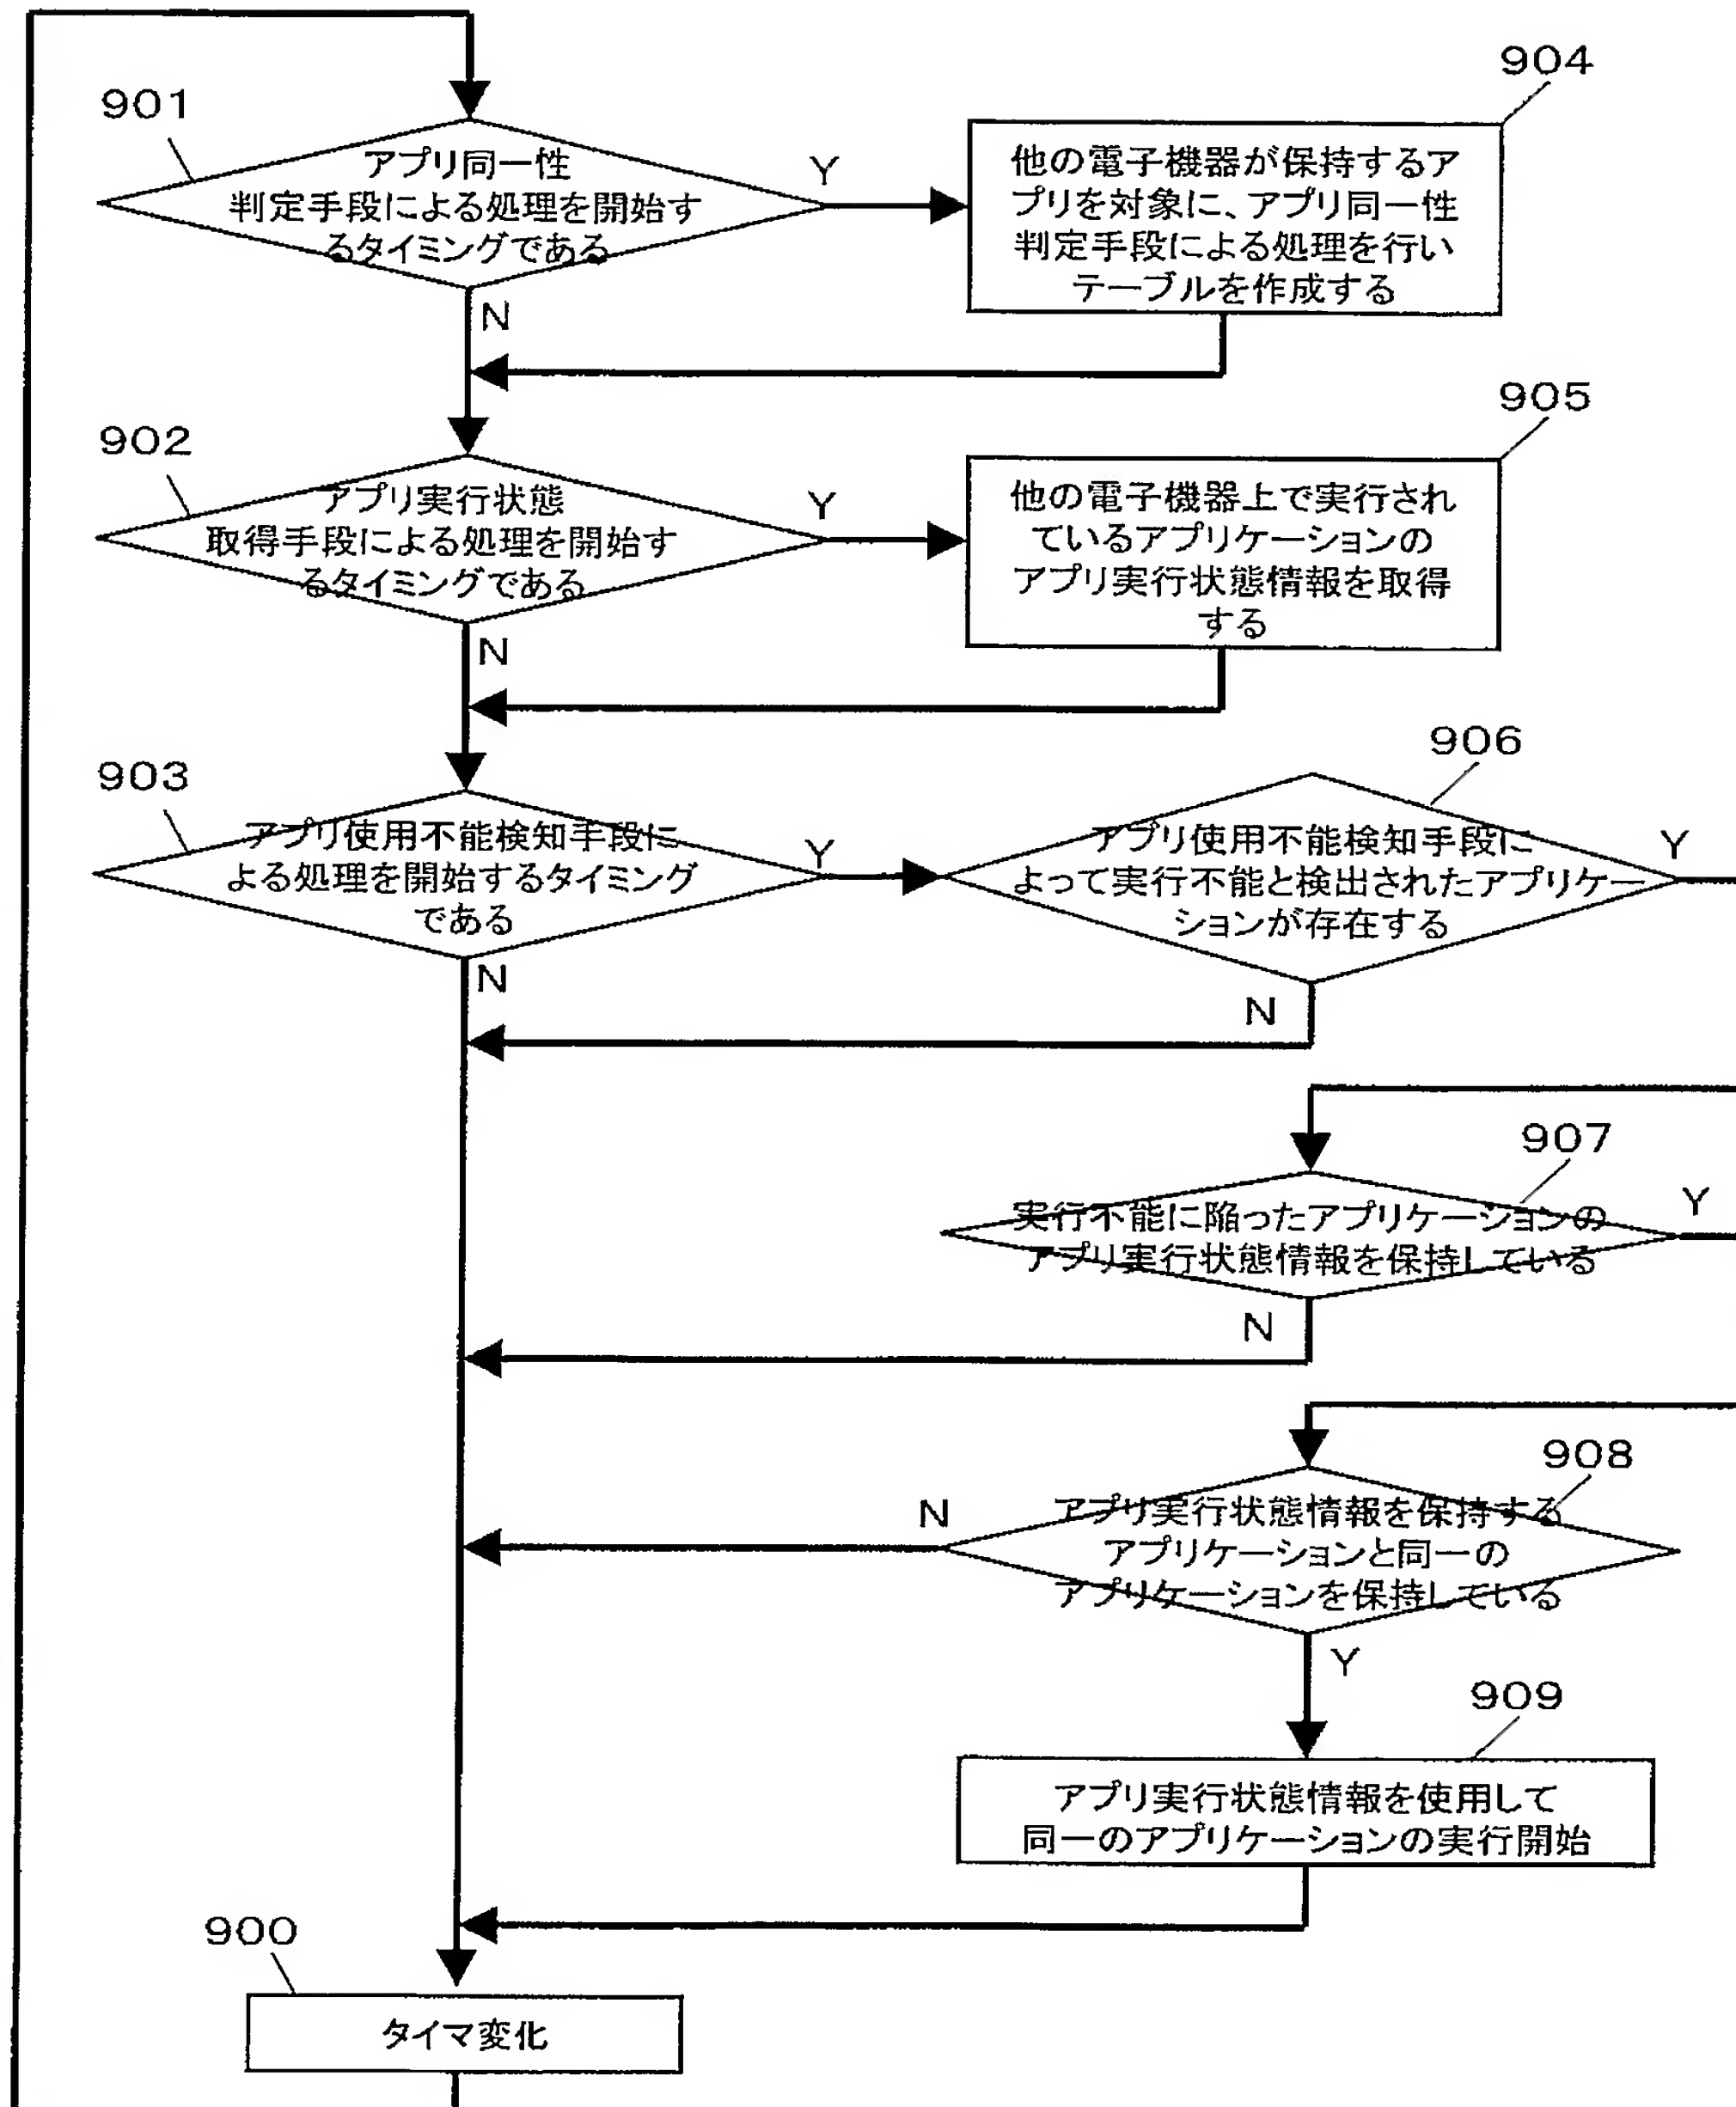 901
アプリ同一性
判定手段による処理を開始す
るタイミングである
Y
N
904
他の電子機器が保持するア
プリを対象に、アプリ同一性
判定手段による処理を行い
テーブルを作成する
902
アプリ実行状態
取得手段による処理を開始す
るタイミングである
Y
N
905
他の電子機器上で実行され
ているアプリケーションの
アプリ実行状態情報を取得
する
903
アプリ使用不能検知手段に
よる処理を開始するタイミング
である
Y
N
906
アプリ使用不能検知手段に
よって実行不能と検出されたアプリケー
ションが存在する
Y
N
907
実行不能に陥ったアプリケーションの
アプリ実行状態情報を保持している
Y
N
908
アプリ実行状態情報を保持する
アプリケーションと同一の
アプリケーションを保持している
N
Y
909
アプリ実行状態情報を使用して
同一のアプリケーションの実行開始
900
タイマ変化